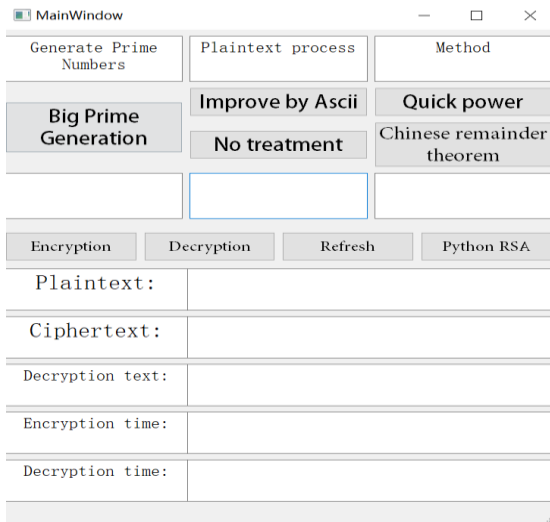 MainWindow
Generate Prime
Numbers
Plaintext process
Method
Big Prime
Generation
Improve by Ascii
No treatment
Quick power
Chinese remainder
theorem
Encryption
Decryption
Refresh
Python RSA
Plaintext:
Ciphertext:
Decryption text:
Encryption time:
Decryption time: